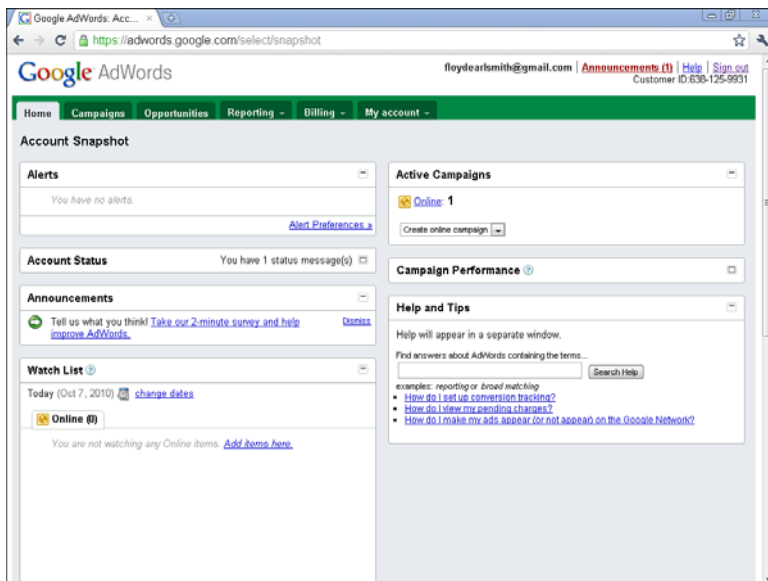 Google AdWords: Acc...
https://adwords.google.com/select/snapshot
Google AdWords
floydearlsmith@gmail.com | Announcements (1) | Help | Sign out
Customer ID:638-125-9931
Home Campaigns Opportunities Reporting Billing My account
Account Snapshot
Alerts
You have no alerts.
Alert Preferences »
Account Status You have 1 status message(s)
Announcements
Tell us what you think! Take our 2-minute survey and help Dismiss
improve AdWords.
Watch List
Today (Oct 7, 2010) change dates
Online (0)
You are not watching any Online items. Add items here.
Active Campaigns
Online: 1
Create online campaign
Campaign Performance
Help and Tips
Help will appear in a separate window.
Find answers about AdWords containing the terms...
Search Help
examples: reporting or broad matching
How do I set up conversion tracking?
How do I view my pending charges?
How do I make my ads appear (or not appear) on the Google Network?